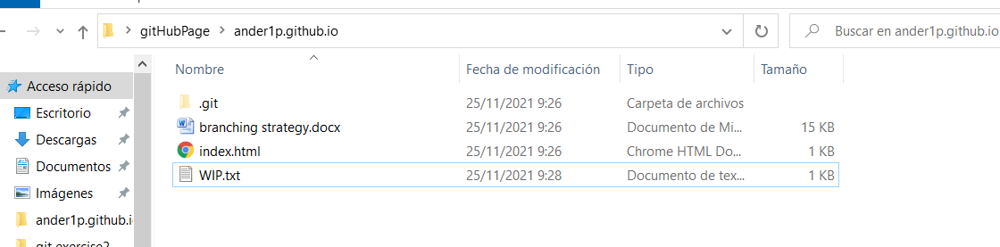 gitHubPage > ander1p.github.io
Buscar en ander1p.github.io
Nombre Fecha de modificación Tipo Tamaño
Acceso rápido
Escritorio
Descargas
Documentos
Imágenes
ander1p.github.i
.git 25/11/2021 9:26 Carpeta de archivos
branching strategy.docx 25/11/2021 9:26 Documento de Mi... 15 KB
index.html 25/11/2021 9:26 Chrome HTML Do... 1 KB
WIP.txt 25/11/2021 9:28 Documento de tex... 1 KB